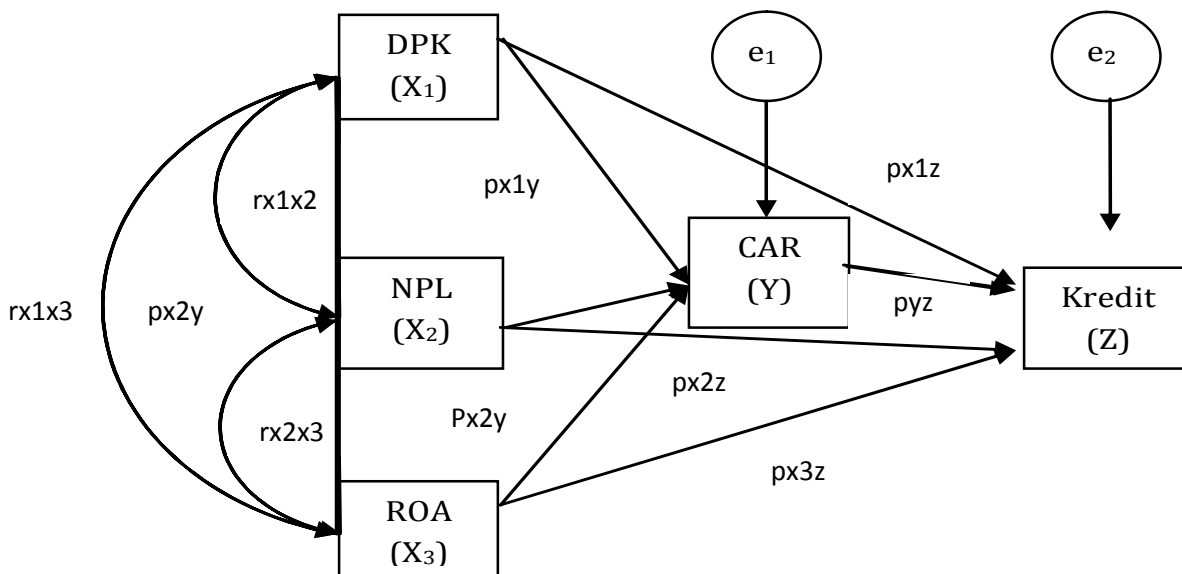 DPK
(X₁)
e₁
e₂
px1z
px1y
rx1x2
CAR
(Y)
NPL
(X₂)
Kredit
(Z)
rx1x3
px2y
pyz
px2z
Px2y
rx2x3
px3z
ROA
(X₃)